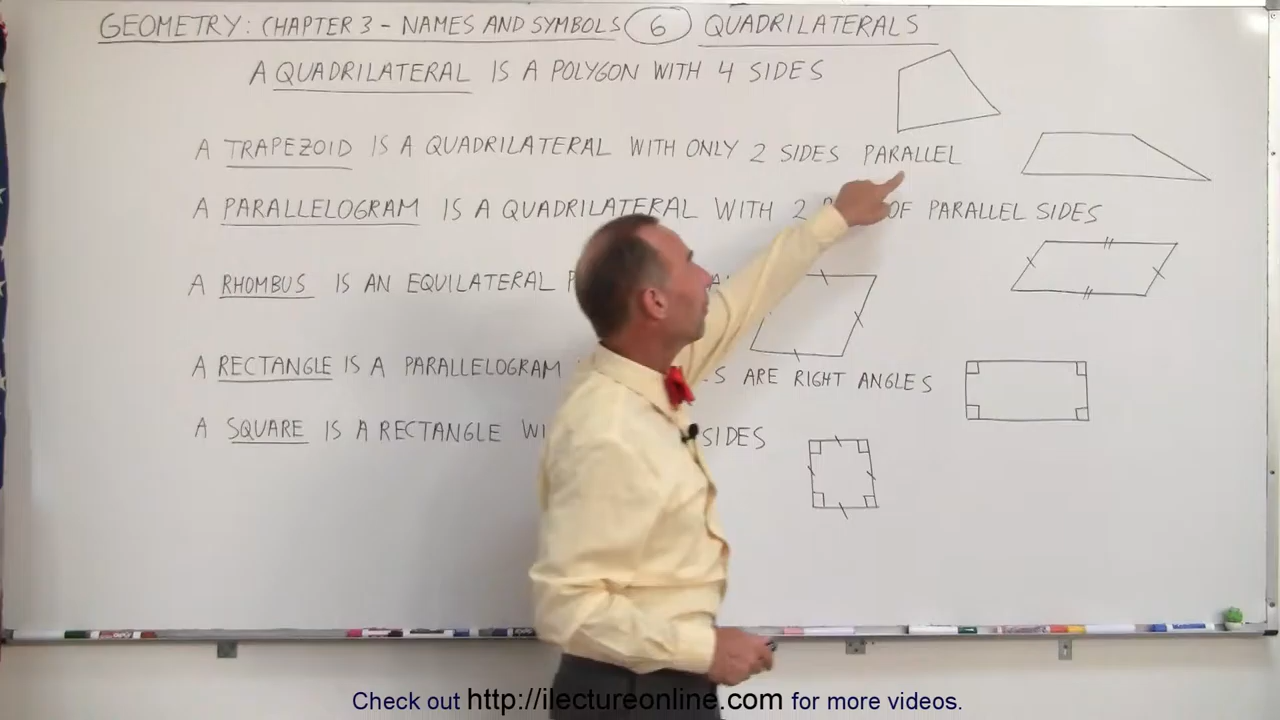 GEOMETRY: CHAPTER 3 - NAMES AND SYMBOLS 6 QUADRILATERALS
A QUADRILATERAL IS A POLYGON WITH 4 SIDES
A TRAPEZOID IS A QUADRILATERAL WITH ONLY 2 SIDES PARALLEL
A PARALLELOGRAM IS A QUADRILATERAL WITH 2 OF PARALLEL SIDES
A RHOMBUS IS AN EQUILATERAL
A RECTANGLE IS A PARALLELOGRAM ARE RIGHT ANGLES
A SQUARE IS A RECTANGLE SIDES
Check out http://ilectureonline.com for more videos.